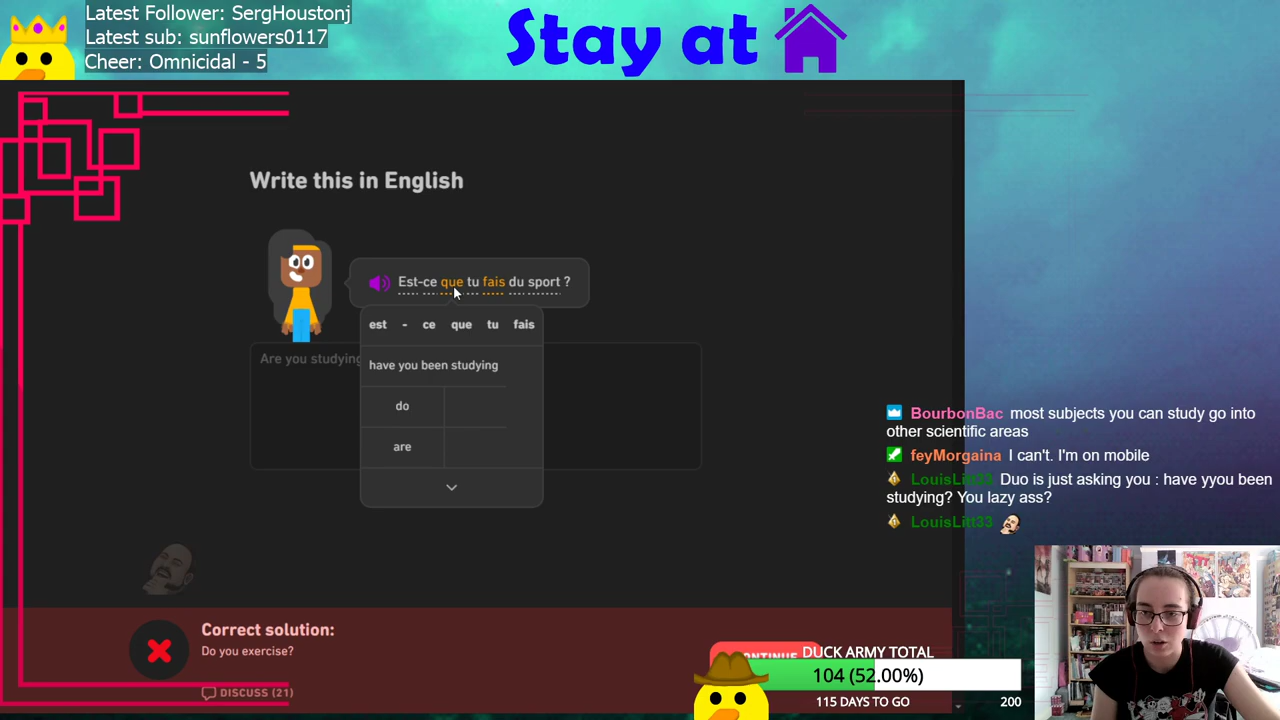 Latest Follower: SergHoustonj
Latest sub: sunflowers0117
Cheer: Omnicidal - 5
Stay at
Write this in English
Est-ce que tu fais du sport ?
est - ce que tu fais
Are you studying
have you been studying
do
are
BourbonBac most subjects you can study go into
other scientific areas
feyMorgaina I can't. I'm on mobile
LouisLitt33 Duo is just asking you : have yyou been
studying? You lazy ass?
LouisLitt33
Correct solution:
Do you exercise?
DISCUSS (21)
CONTINUE
DUCK ARMY TOTAL
104 (52.00%)
115 DAYS TO GO
200